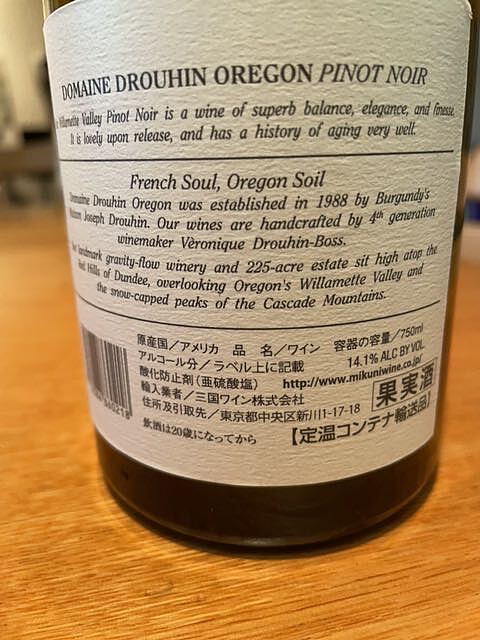 DOMAINE DROUHIN OREGON PINOT NOIR
Willamette Valley Pinot Noir is a wine of superb balance, elegance, and finesse.
It is lovely upon release, and has a history of aging very well.
French Soul, Oregon Soil
Domaine Drouhin Oregon was established in 1988 by Burgundy's
Maison Joseph Drouhin. Our wines are handcrafted by 4th generation
winemaker Véronique Drouhin-Boss.
landmark gravity-flow winery and 225-acre estate sit high atop the
Hills of Dundee, overlooking Oregon's Willamette Valley and
the snow-capped peaks of the Cascade Mountains.
原産国／アメリカ 品 名／ワイン 容器の容量／750ml
アルコール分／ラベル上に記載 14.1% ALC BY VOL
酸化防止剤(亜硫酸塩) http://www.mikuniwine.co.jp/
輸入業者／三国ワイン株式会社 果実酒
住所及引取先／東京都中央区新川1-17-18
飲酒は20歳になってから 【定温コンテナ輸送品】